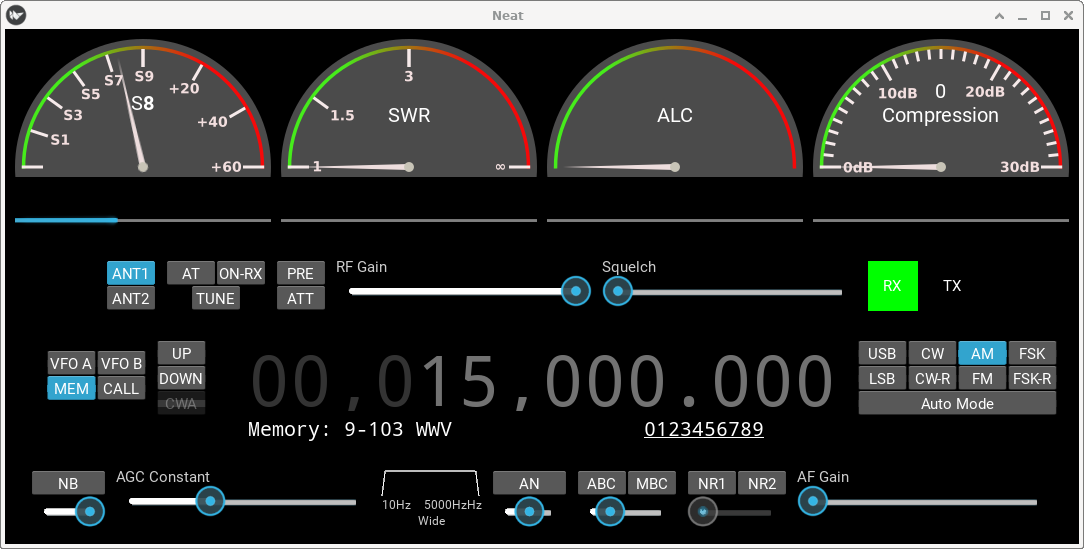 Neat
S1
S3
S5
S7
S9
+20
+40
+60
S8
1
1.5
3
∞
SWR
ALC
0dB
10dB
20dB
30dB
0
Compression
ANT1 AT ON-RX PRE RF Gain Squelch
ANT2 TUNE ATT
RX TX
VFO A VFO B UP
MEM CALL DOWN
CWA
00,015,000.000
Memory: 9-103 WWV 0123456789
USB CW AM FSK
LSB CW-R FM FSK-R
Auto Mode
NB AGC Constant
10Hz 5000HzHz
Wide
AN ABC MBC NR1 NR2 AF Gain